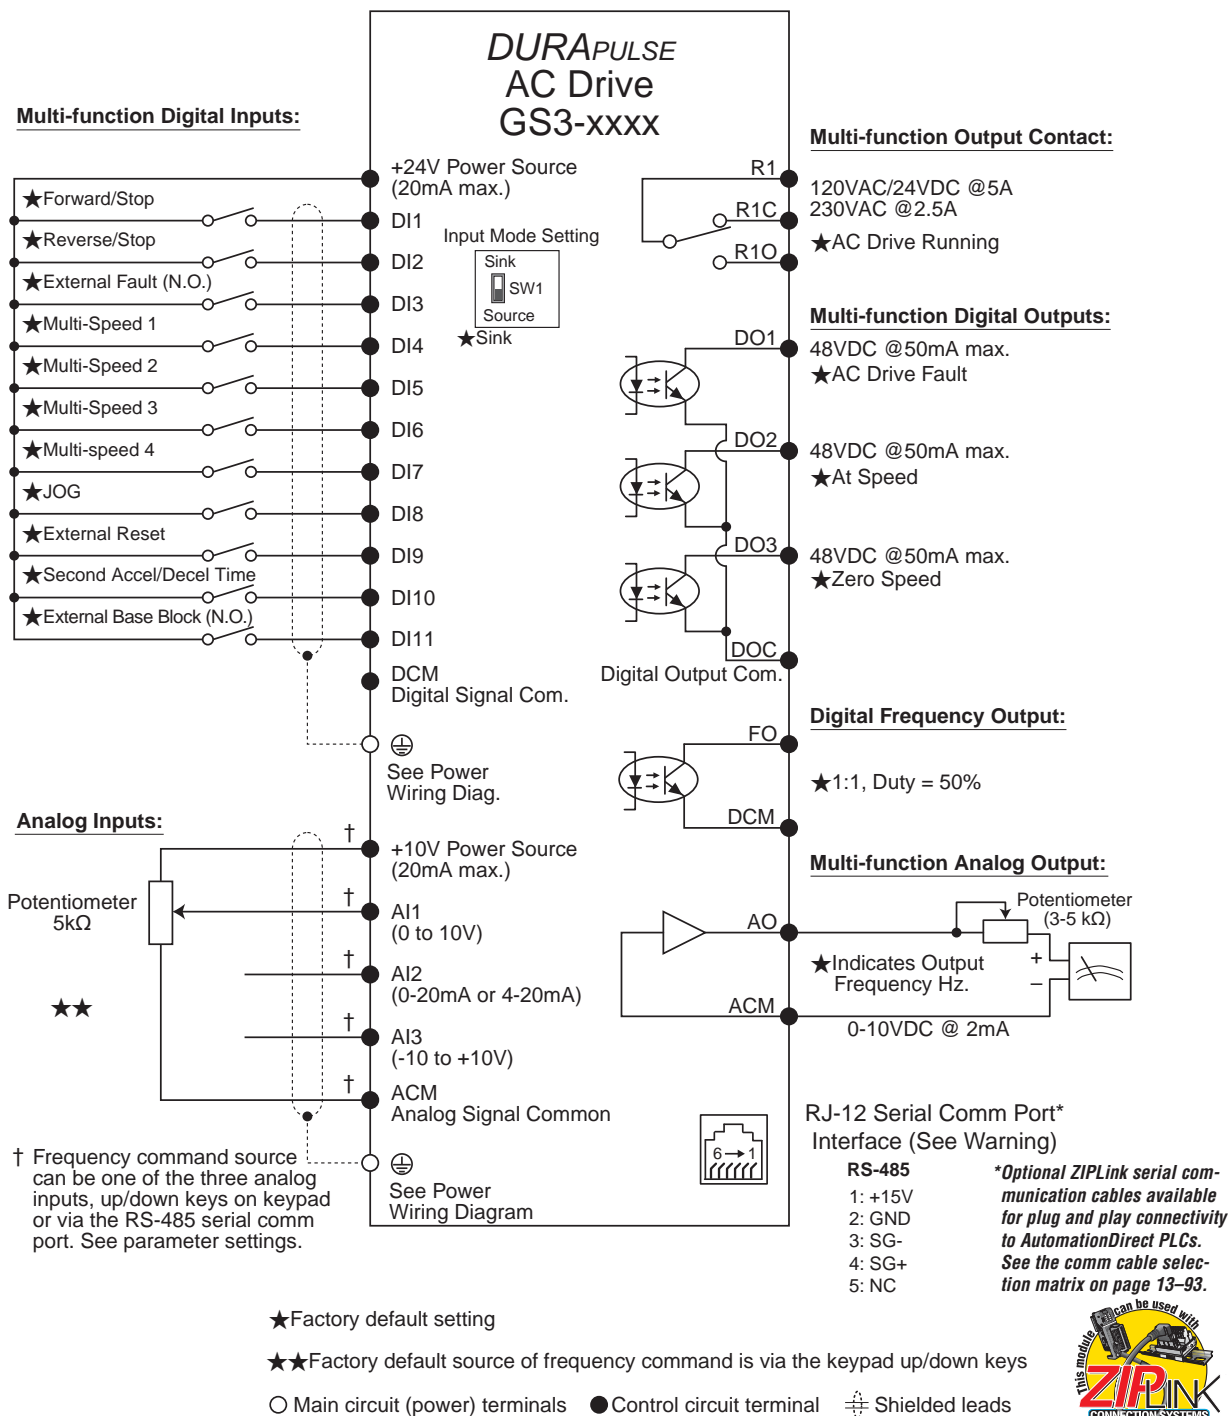 DURAPULSE
AC Drive
GS3-xxxx
Multi-function Digital Inputs:
★Forward/Stop
★Reverse/Stop
★External Fault (N.O.)
★Multi-Speed 1
★Multi-Speed 2
★Multi-Speed 3
★Multi-speed 4
★JOG
★External Reset
★Second Accel/Decel Time
★External Base Block (N.O.)
+24V Power Source
(20mA max.)
DI1
DI2
DI3
DI4
DI5
DI6
DI7
DI8
DI9
DI10
DI11
DCM
Digital Signal Com.
See Power
Wiring Diag.
Input Mode Setting
Sink
SW1
Source
★Sink
Multi-function Output Contact:
R1
R1C
R1O
120VAC/24VDC @5A
230VAC @2.5A
★AC Drive Running
Multi-function Digital Outputs:
DO1
48VDC @50mA max.
★AC Drive Fault
DO2
48VDC @50mA max.
★At Speed
DO3
48VDC @50mA max.
★Zero Speed
DOC
Digital Output Com.
Digital Frequency Output:
FO
★1:1, Duty = 50%
DCM
Analog Inputs:
Potentiometer
5kΩ
★★
†
+10V Power Source
(20mA max.)
†
AI1
(0 to 10V)
†
AI2
(0-20mA or 4-20mA)
†
AI3
(-10 to +10V)
†
ACM
Analog Signal Common
See Power
Wiring Diagram
† Frequency command source
can be one of the three analog
inputs, up/down keys on keypad
or via the RS-485 serial comm
port. See parameter settings.
Multi-function Analog Output:
AO
Potentiometer
(3-5 kΩ)
+
–
★Indicates Output
Frequency Hz.
ACM
0-10VDC @ 2mA
6→1
RJ-12 Serial Comm Port*
Interface (See Warning)
RS-485
1: +15V
2: GND
3: SG-
4: SG+
5: NC
*Optional ZIPLink serial com-
munication cables available
for plug and play connectivity
to AutomationDirect PLCs.
See the comm cable selec-
tion matrix on page 13–93.
★Factory default setting
★★Factory default source of frequency command is via the keypad up/down keys
Main circuit (power) terminals
Control circuit terminal
Shielded leads
This module can be used with
ZIPLINK
CONNECTION SYSTEMS